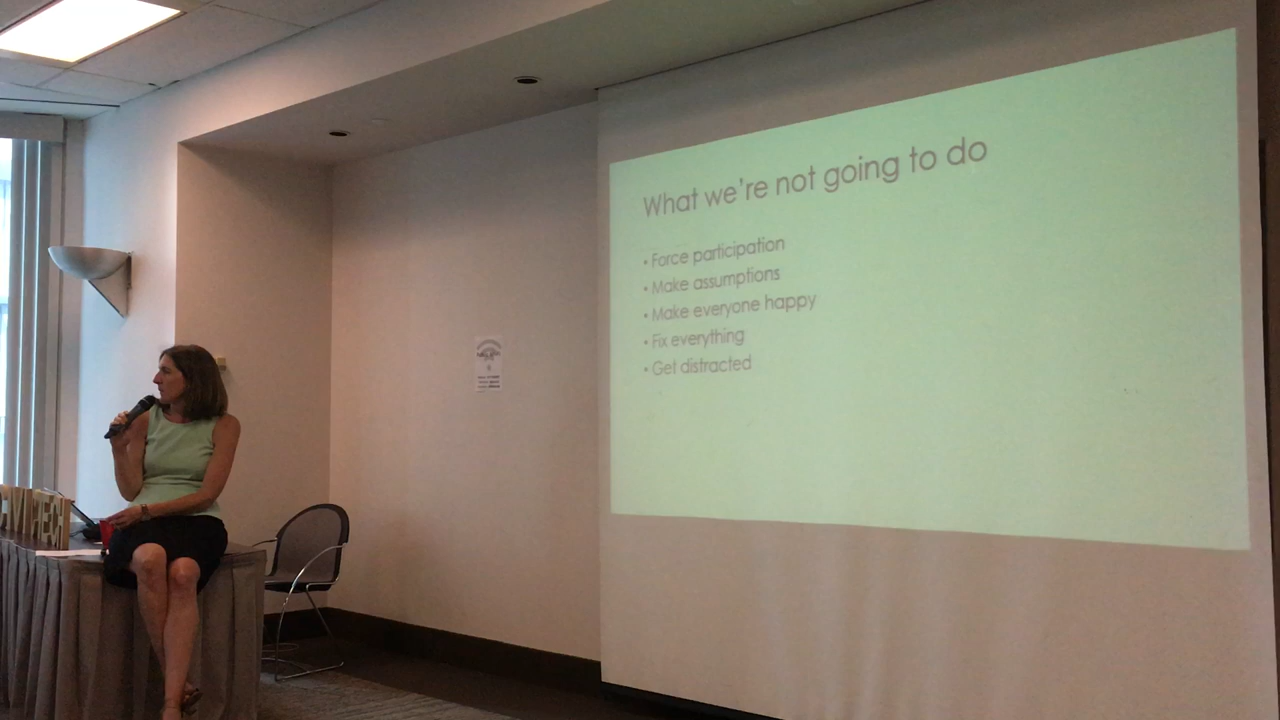 What we're not going to do
• Force participation
• Make assumptions
• Make everyone happy
• Fix everything
• Get distracted